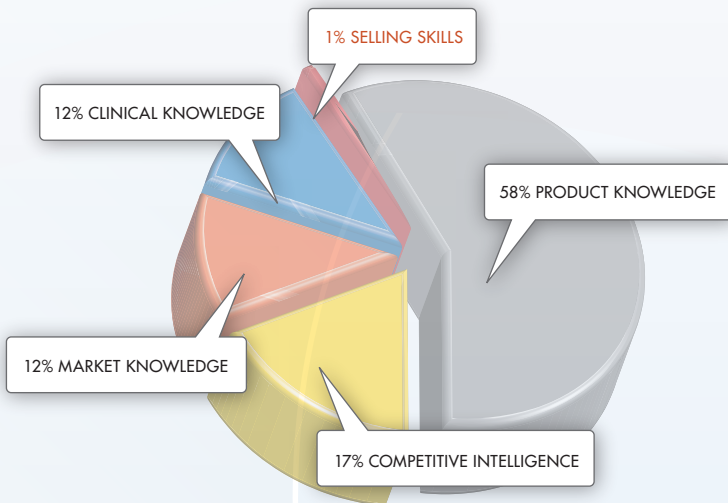 1% SELLING SKILLS
12% CLINICAL KNOWLEDGE
58% PRODUCT KNOWLEDGE
12% MARKET KNOWLEDGE
17% COMPETITIVE INTELLIGENCE